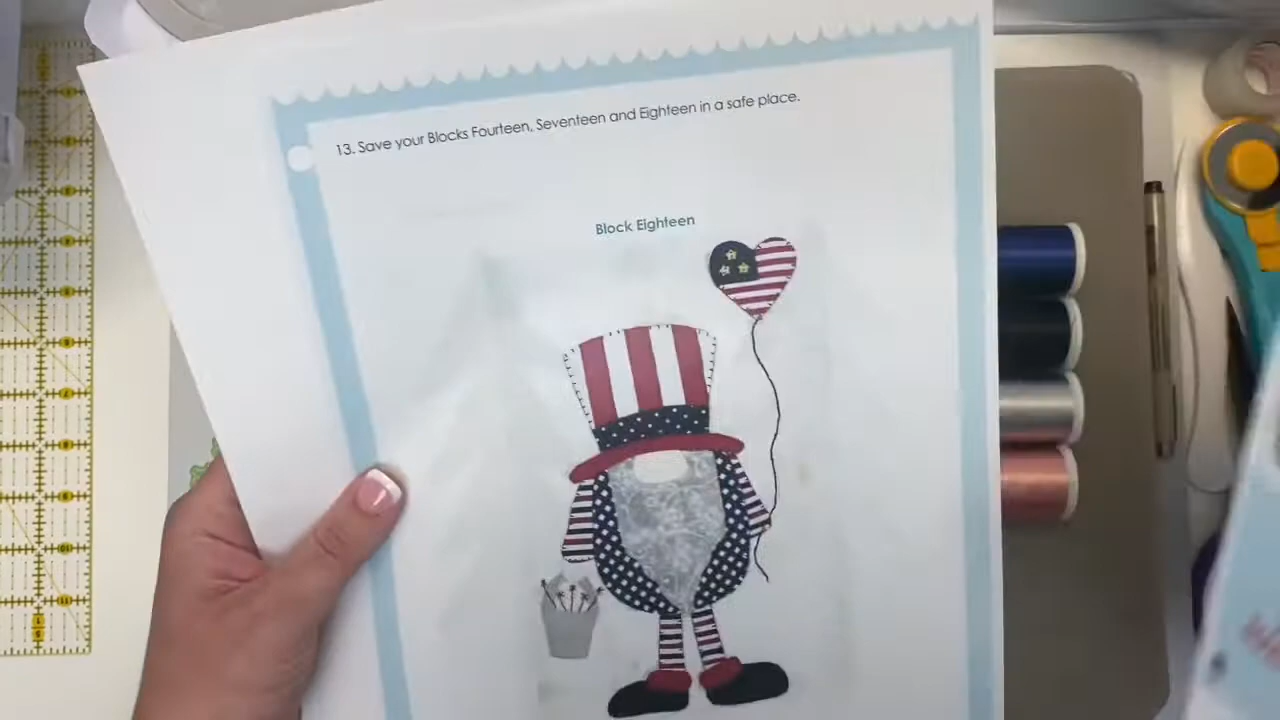 13. Save your Blocks Fourteen, Seventeen and Eighteen in a safe place.
Block Eighteen